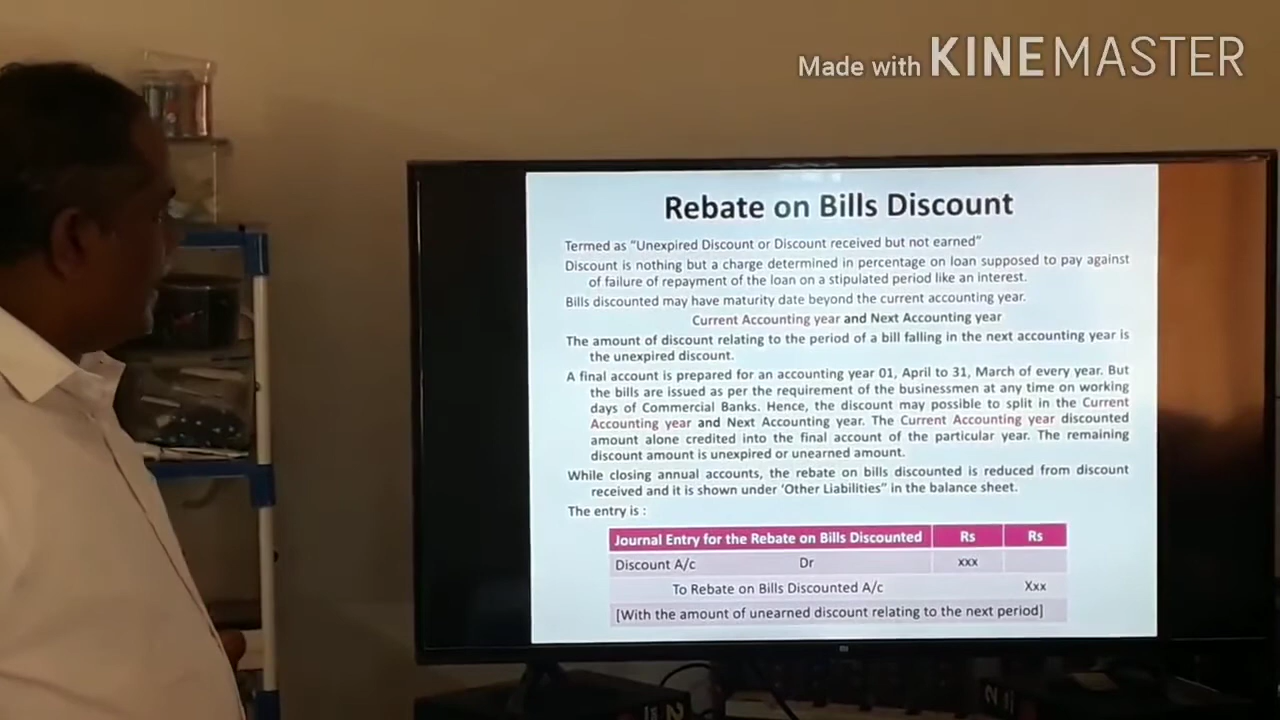 Made with KINEMASTER
Rebate on Bills Discount
Termed as “Unexpired Discount or Discount received but not earned”
Discount is nothing but a charge determined in percentage on loan supposed to pay against
of failure of repayment of the loan on a stipulated period like an interest.
Bills discounted may have maturity date beyond the current accounting year.
Current Accounting year and Next Accounting year
The amount of discount relating to the period of a bill falling in the next accounting year is
the unexpired discount.
A final account is prepared for an accounting year 01, April to 31, March of every year. But
the bills are issued as per the requirement of the businessmen at any time on working
days of Commercial Banks. Hence, the discount may possible to split in the Current
Accounting year and Next Accounting year. The Current Accounting year discounted
amount alone credited into the final account of the particular year. The remaining
discount amount is unexpired or unearned amount.
While closing annual accounts, the rebate on bills discounted is reduced from discount
received and it is shown under ‘Other Liabilities” in the balance sheet.
The entry is :
Journal Entry for the Rebate on Bills Discounted Rs Rs
Discount A/c Dr xxx
To Rebate on Bills Discounted A/c Xxx
[With the amount of unearned discount relating to the next period]
mi